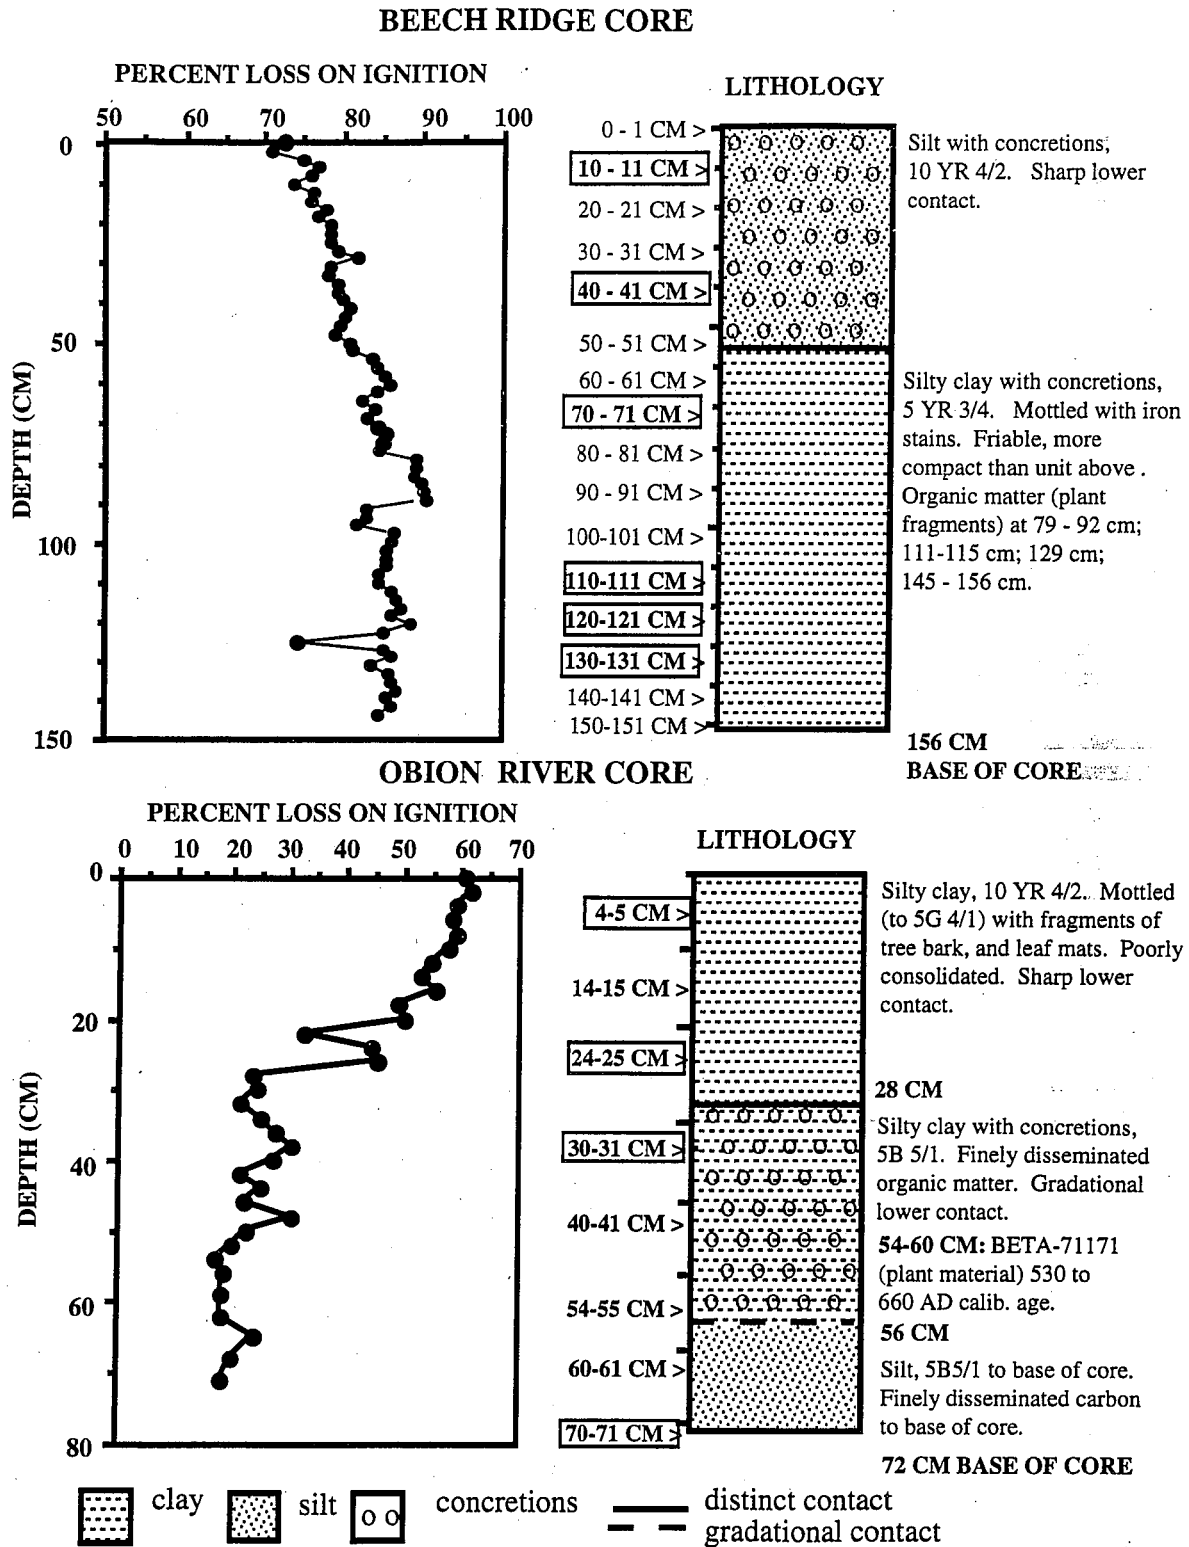 BEECH RIDGE CORE
PERCENT LOSS ON IGNITION
50 60 70 80 90 100
0
50
100
150
DEPTH (CM)
LITHOLOGY
0 - 1 CM >
10 - 11 CM >
20 - 21 CM >
30 - 31 CM >
40 - 41 CM >
50 - 51 CM >
60 - 61 CM >
70 - 71 CM >
80 - 81 CM >
90 - 91 CM >
100-101 CM >
110-111 CM >
120-121 CM >
130-131 CM >
140-141 CM >
150-151 CM >
Silt with concretions,
10 YR 4/2. Sharp lower
contact.
Silty clay with concretions,
5 YR 3/4. Mottled with iron
stains. Friable, more
compact than unit above .
Organic matter (plant
fragments) at 79 - 92 cm;
111-115 cm; 129 cm;
145 - 156 cm.
156 CM
BASE OF CORE
OBION RIVER CORE
PERCENT LOSS ON IGNITION
0 10 20 30 40 50 60 70
0
20
40
60
80
DEPTH (CM)
LITHOLOGY
4-5 CM >
14-15 CM >
24-25 CM >
30-31 CM >
40-41 CM >
54-55 CM >
60-61 CM >
70-71 CM >
Silty clay, 10 YR 4/2. Mottled
(to 5G 4/1) with fragments of
tree bark, and leaf mats. Poorly
consolidated. Sharp lower
contact.
28 CM
Silty clay with concretions,
5B 5/1. Finely disseminated
organic matter. Gradational
lower contact.
54-60 CM: BETA-71171
(plant material) 530 to
660 AD calib. age.
56 CM
Silt, 5B5/1 to base of core.
Finely disseminated carbon
to base of core.
72 CM BASE OF CORE
clay
silt
concretions
distinct contact
gradational contact